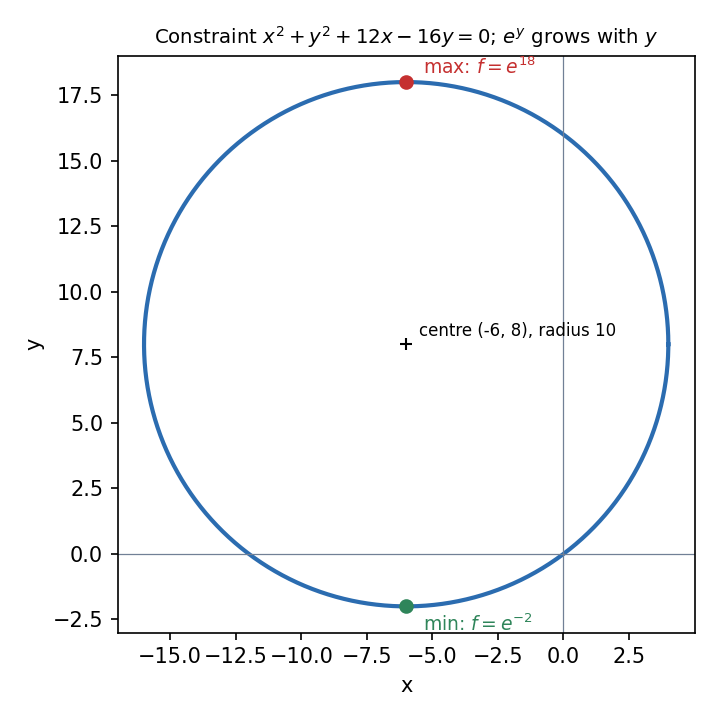 Constraint $x^2 + y^2 + 12x - 16y = 0$; $e^y$ grows with $y$
max: $f = e^{18}$
17.5
15.0
12.5
10.0
centre (-6, 8), radius 10
7.5
y
5.0
2.5
0.0
−2.5
min: $f = e^{-2}$
−15.0 −12.5 −10.0 −7.5 −5.0 −2.5 0.0 2.5
x